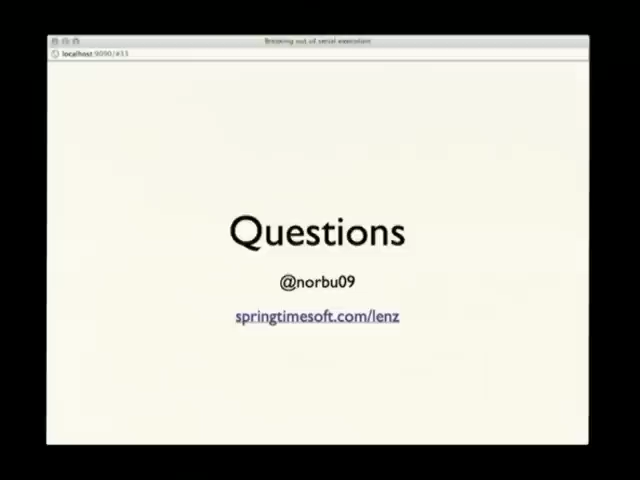 Breaking out of serial execution
localhost:9090/#33
Questions
@norbu09
springtimesoft.com/lenz